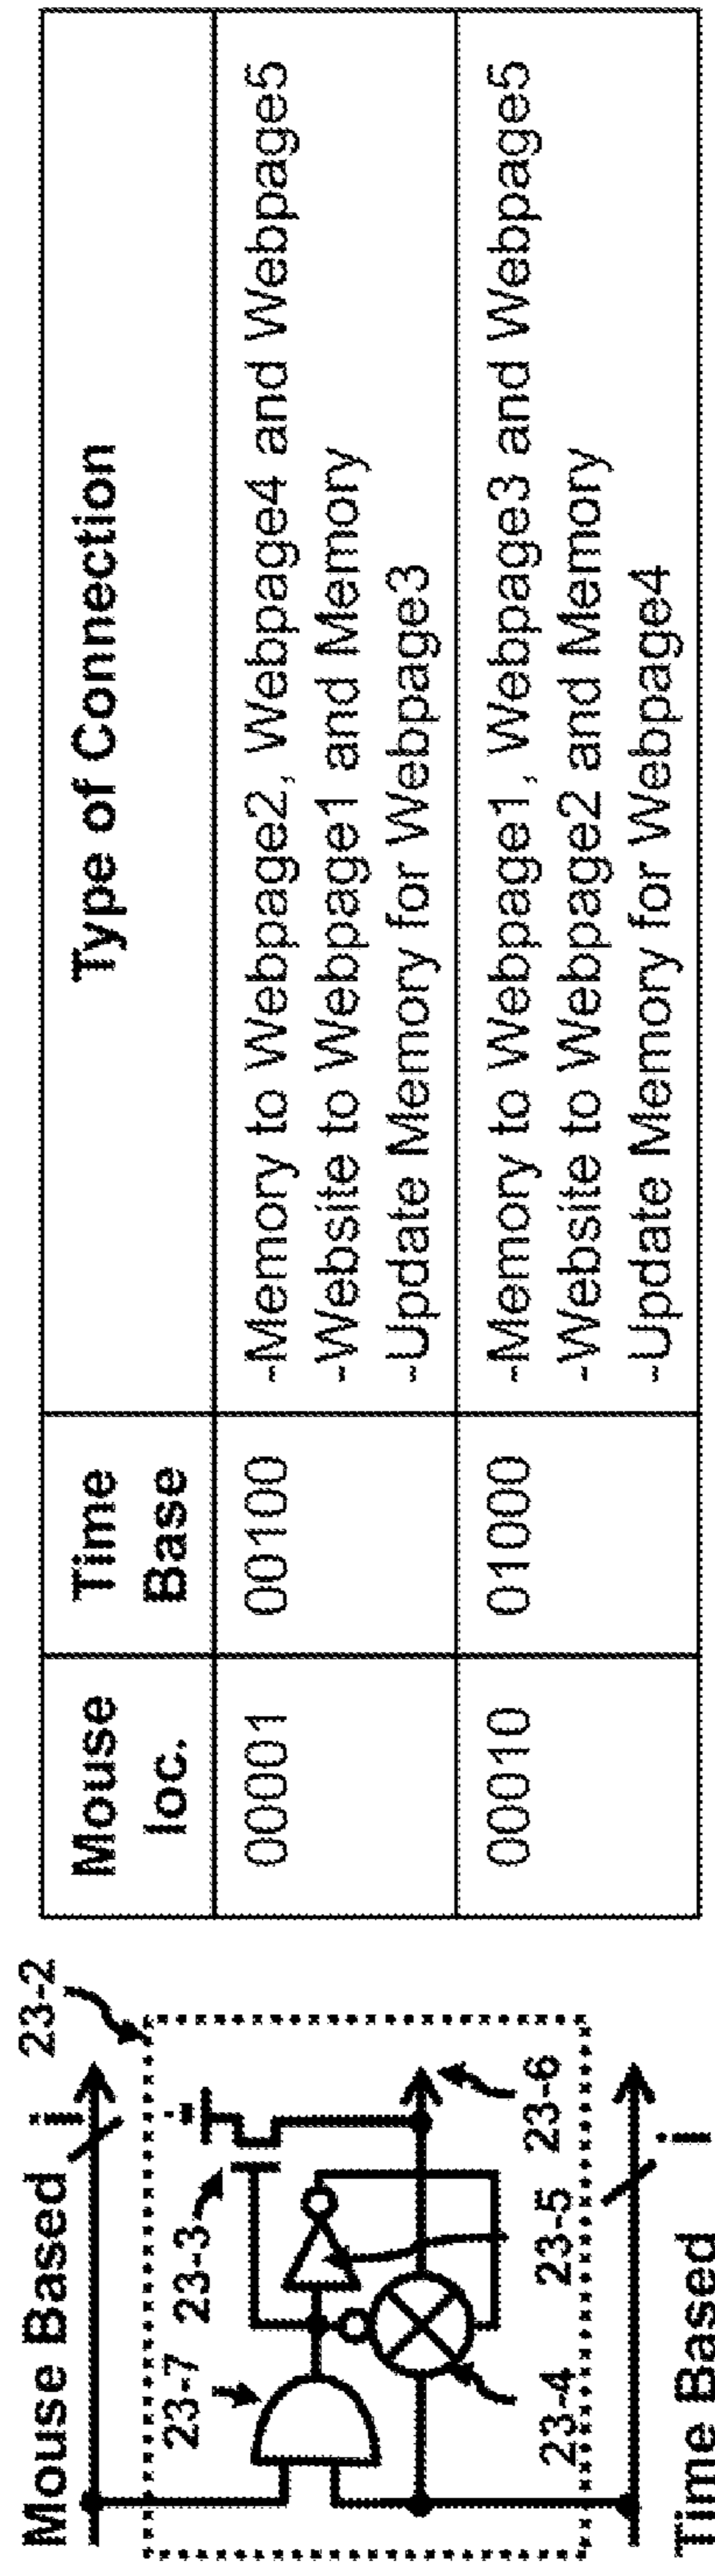 Mouse Based
i
23-2
23-7
23-3
23-4
23-5
23-6
Time Based
i
Mouse
loc.
Time
Base
Type of Connection
00001
00100
-Memory to Webpage2, Webpage4 and Webpage5
-Website to Webpage1 and Memory
-Update Memory for Webpage3
00010
01000
-Memory to Webpage1, Webpage3 and Webpage5
-Website to Webpage2 and Memory
-Update Memory for Webpage4